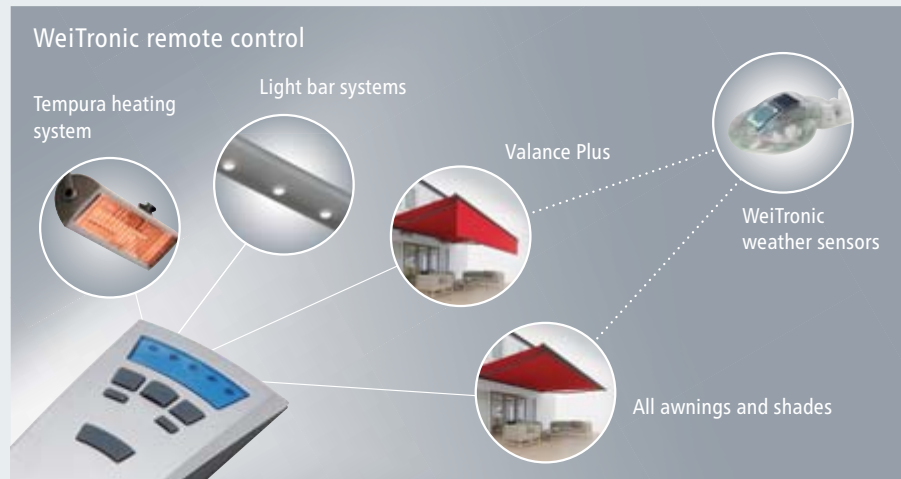 WeiTronic remote control
Tempura heating
system
Light bar systems
Valance Plus
WeiTronic
weather sensors
All awnings and shades